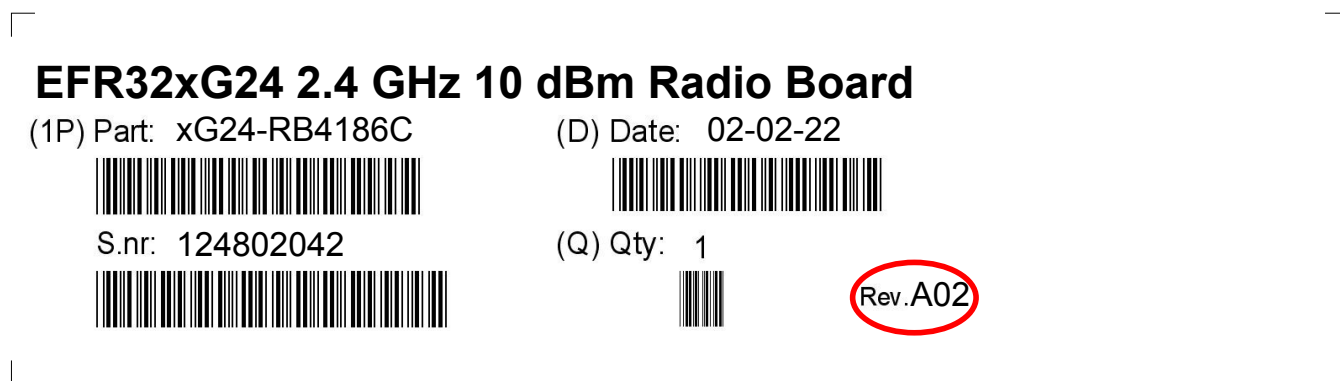 EFR32xG24 2.4 GHz 10 dBm Radio Board
(1P) Part: xG24-RB4186C (D) Date: 02-02-22
S.nr: 124802042 (Q) Qty: 1
Rev.A02